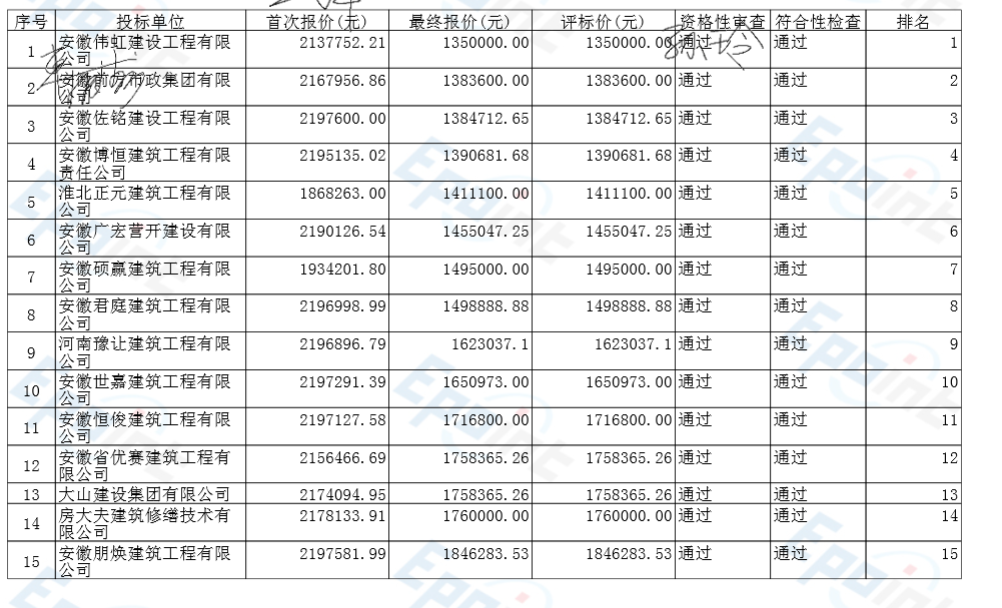 序号 投标单位 首次报价(元) 最终报价(元) 评标价(元) 资格性审查 符合性检查 排名
1 安徽伟虹建设工程有限公司 2137752.21 1350000.00 1350000.00 通过 通过 1
2 安徽前方市政集团有限公司 2167956.86 1383600.00 1383600.00 通过 通过 2
3 安徽佐铭建设工程有限公司 2197600.00 1384712.65 1384712.65 通过 通过 3
4 安徽博恒建筑工程有限责任公司 2195135.02 1390681.68 1390681.68 通过 通过 4
5 淮北正元建筑工程有限公司 1868263.00 1411100.00 1411100.00 通过 通过 5
6 安徽广宏营开建设有限公司 2190126.54 1455047.25 1455047.25 通过 通过 6
7 安徽硕赢建筑工程有限公司 1934201.80 1495000.00 1495000.00 通过 通过 7
8 安徽君庭建筑工程有限公司 2196998.99 1498888.88 1498888.88 通过 通过 8
9 河南豫让建筑工程有限公司 2196896.79 1623037.1 1623037.1 通过 通过 9
10 安徽世嘉建筑工程有限公司 2197291.39 1650973.00 1650973.00 通过 通过 10
11 安徽恒俊建筑工程有限公司 2197127.58 1716800.00 1716800.00 通过 通过 11
12 安徽省优赛建筑工程有限公司 2156466.69 1758365.26 1758365.26 通过 通过 12
13 大山建设集团有限公司 2174094.95 1758365.26 1758365.26 通过 通过 13
14 房大夫建筑修缮技术有限公司 2178133.91 1760000.00 1760000.00 通过 通过 14
15 安徽朋焕建筑工程有限公司 2197581.99 1846283.53 1846283.53 通过 通过 15
Epoint